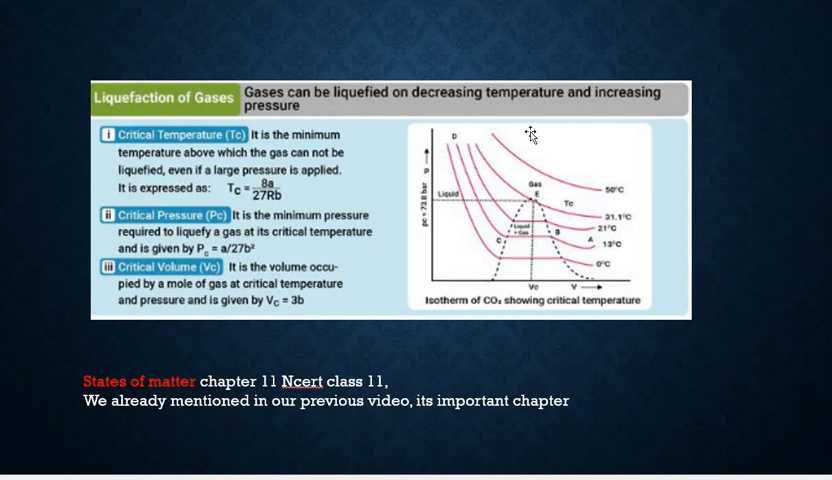 Liquefaction of Gases
Gases can be liquefied on decreasing temperature and increasing
pressure
i Critical Temperature (Tc) It is the minimum
temperature above which the gas can not be
liquefied, even if a large pressure is applied.
It is expressed as: Tc = 8a/27Rb
ii Critical Pressure (Pc) It is the minimum pressure
required to liquefy a gas at its critical temperature
and is given by Pc = a/27b²
iii Critical Volume (Vc) It is the volume occu-
pied by a mole of gas at critical temperature
and pressure and is given by Vc = 3b
D
P
pc = 73.8 bar
Liquid
Gas
E
Tc
50°C
31.1°C
21°C
13°C
0°C
Liquid
+ Gas
C
B
A
Vc
V
Isotherm of CO₂ showing critical temperature
States of matter chapter 11 Ncert class 11,
We already mentioned in our previous video, its important chapter